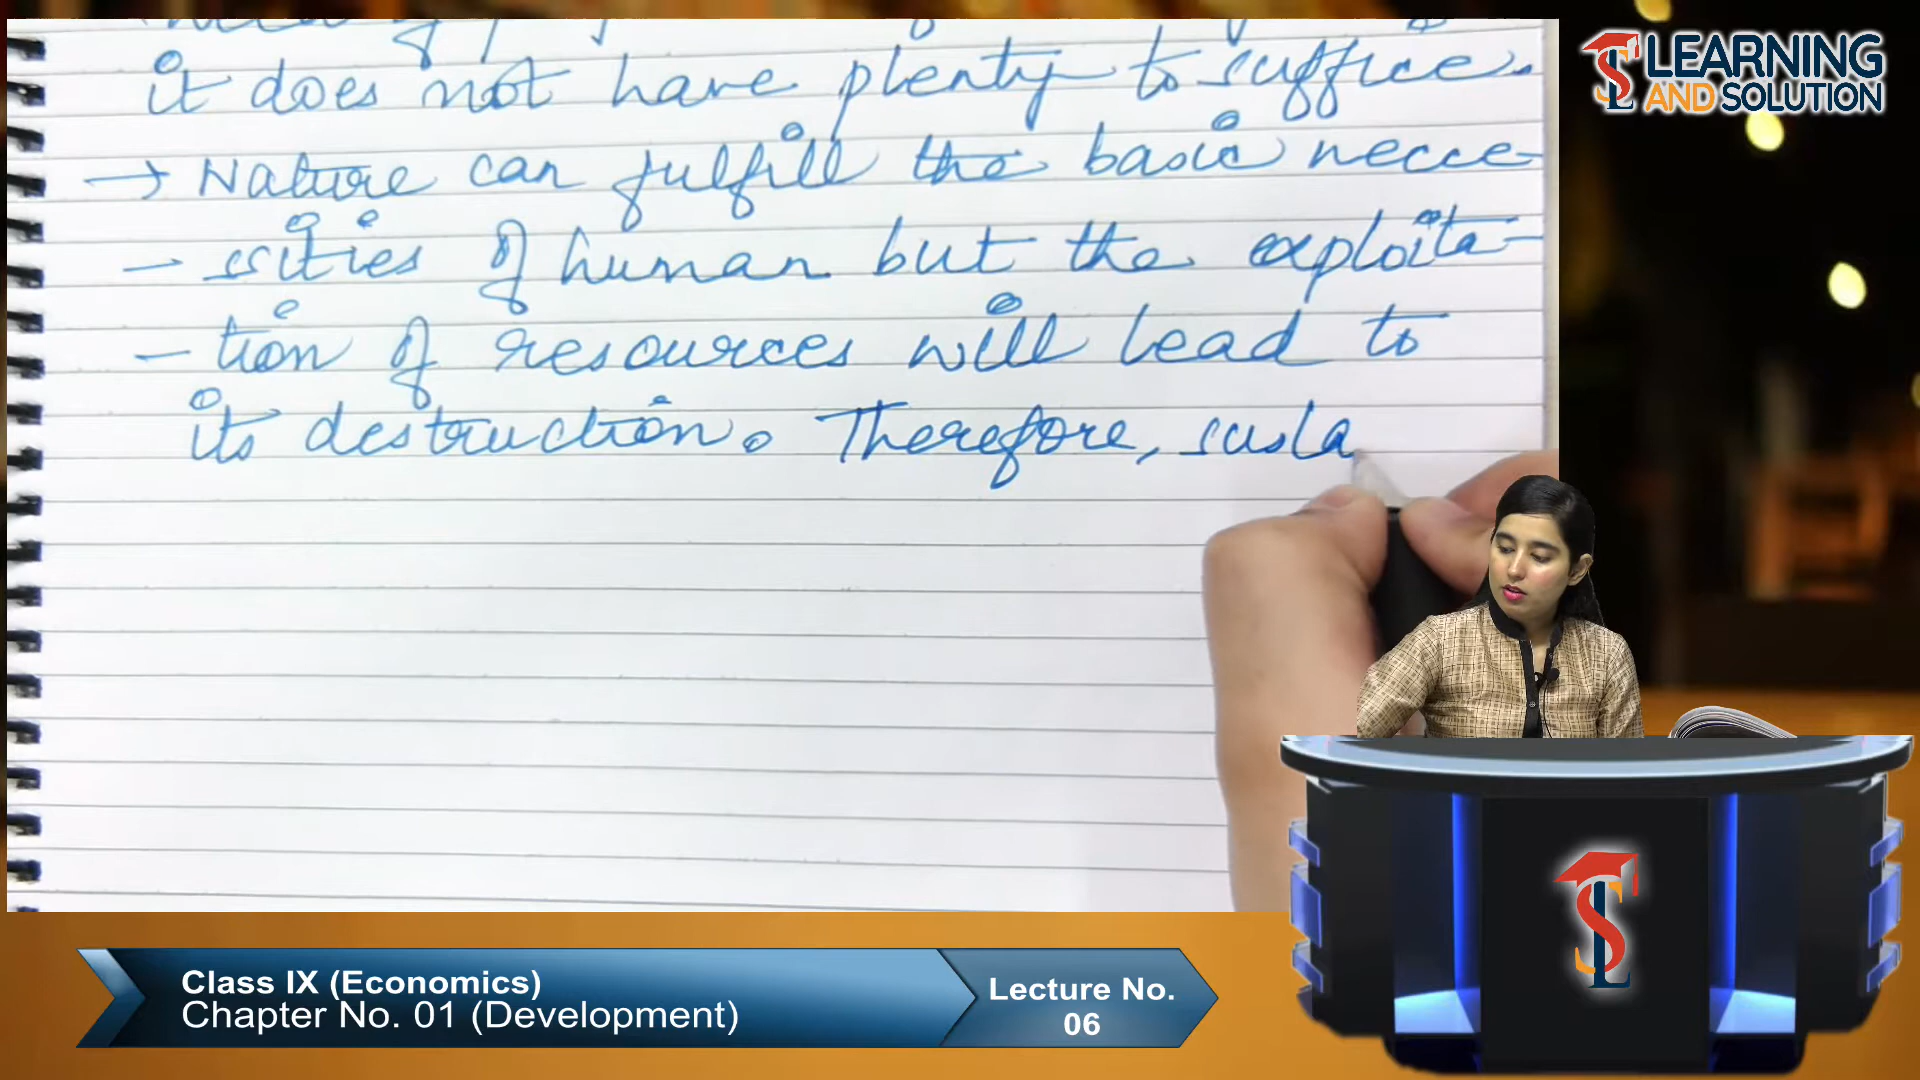 it does not have plenty to suffice.
→ Nature can fulfill the basic necce-
- ssities of human but the exploita-
- tion of resources will lead to
its destruction. Therefore, susta
LEARNING
AND SOLUTION
Class IX (Economics)
Chapter No. 01 (Development)
Lecture No.
06